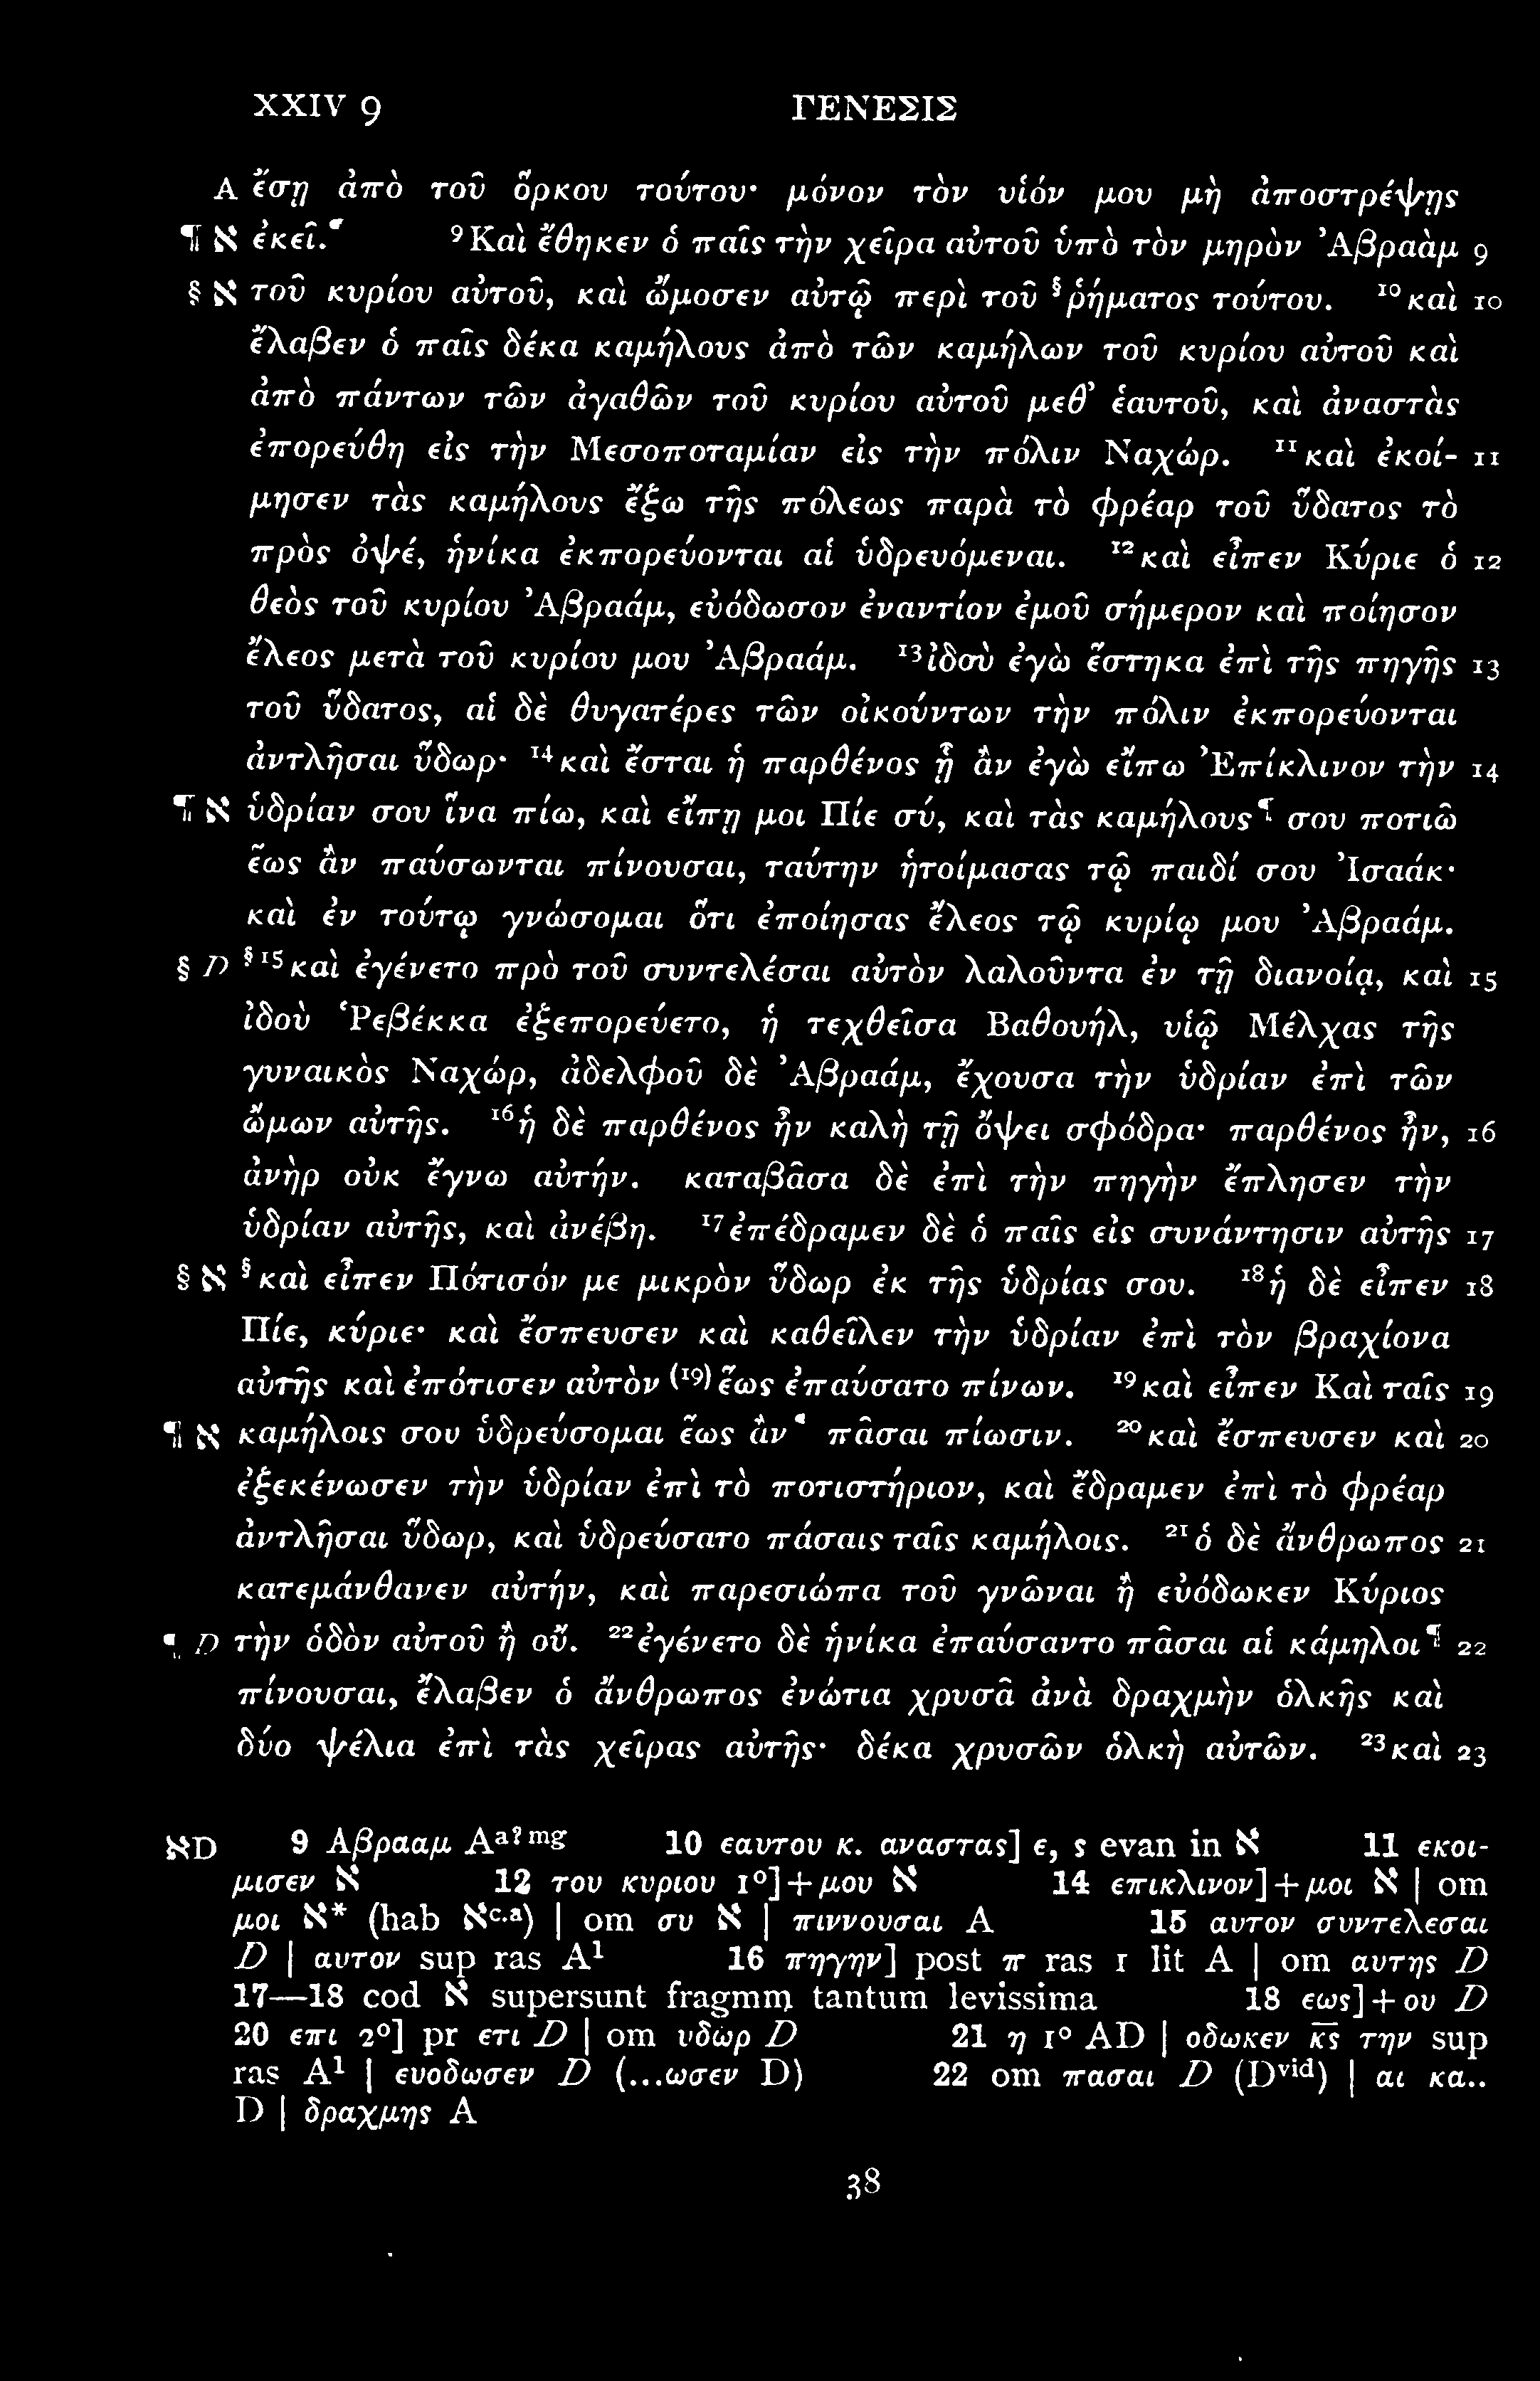 XXIV 9 ΓΕΝΕΣΙΣ
A ἔσῃ ἀπὸ τοῦ ὅρκου τούτου· μόνον τὸν υἱόν μου μὴ ἀποστρέψῃς
¶ א ἐκεῖ.¶ ⁹Καὶ ἔθηκεν ὁ παῖς τὴν χεῖρα αὐτοῦ ὑπὸ τὸν μηρὸν Ἀβραὰμ 9
§ א τοῦ κυρίου αὐτοῦ, καὶ ὤμοσεν αὐτῷ περὶ τοῦ §ῥήματος τούτου. ¹⁰καὶ 10
ἔλαβεν ὁ παῖς δέκα καμήλους ἀπὸ τῶν καμήλων τοῦ κυρίου αὐτοῦ καὶ
ἀπὸ πάντων τῶν ἀγαθῶν τοῦ κυρίου αὐτοῦ μεθ’ ἑαυτοῦ, καὶ ἀναστὰς
ἐπορεύθη εἰς τὴν Μεσοποταμίαν εἰς τὴν πόλιν Ναχώρ. ¹¹καὶ ἐκοί- 11
μησεν τὰς καμήλους ἔξω τῆς πόλεως παρὰ τὸ φρέαρ τοῦ ὕδατος τὸ
πρὸς ὀψέ, ἡνίκα ἐκπορεύονται αἱ ὑδρευόμεναι. ¹²καὶ εἶπεν Κύριε ὁ 12
θεὸς τοῦ κυρίου Ἀβραάμ, εὐόδωσον ἐναντίον ἐμοῦ σήμερον καὶ ποίησον
ἔλεος μετὰ τοῦ κυρίου μου Ἀβραάμ. ¹³ἰδοὺ ἐγὼ ἕστηκα ἐπὶ τῆς πηγῆς 13
τοῦ ὕδατος, αἱ δὲ θυγατέρες τῶν οἰκούντων τὴν πόλιν ἐκπορεύονται
ἀντλῆσαι ὕδωρ· ¹⁴καὶ ἔσται ἡ παρθένος ᾗ ἂν ἐγὼ εἴπω Ἐπίκλινον τὴν 14
¶ א ὑδρίαν σου ἵνα πίω, καὶ εἴπῃ μοι Πίε σύ, καὶ τὰς καμήλους¶ σου ποτιῶ
ἕως ἂν παύσωνται πίνουσαι, ταύτην ἡτοίμασας τῷ παιδί σου Ἰσαάκ·
καὶ ἐν τούτῳ γνώσομαι ὅτι ἐποίησας ἔλεος τῷ κυρίῳ μου Ἀβραάμ.
§ D §¹⁵καὶ ἐγένετο πρὸ τοῦ συντελέσαι αὐτὸν λαλοῦντα ἐν τῇ διανοίᾳ, καὶ 15
ἰδοὺ Ῥεβέκκα ἐξεπορεύετο, ἡ τεχθεῖσα Βαθουήλ, υἱῷ Μέλχας τῆς
γυναικὸς Ναχώρ, ἀδελφοῦ δὲ Ἀβραάμ, ἔχουσα τὴν ὑδρίαν ἐπὶ τῶν
ὤμων αὐτῆς. ¹⁶ἡ δὲ παρθένος ἦν καλὴ τῇ ὄψει σφόδρα· παρθένος ἦν, 16
ἀνὴρ οὐκ ἔγνω αὐτήν. καταβᾶσα δὲ ἐπὶ τὴν πηγὴν ἔπλησεν τὴν
ὑδρίαν αὐτῆς, καὶ ἀνέβη. ¹⁷ἐπέδραμεν δὲ ὁ παῖς εἰς συνάντησιν αὐτῆς 17
§ א §καὶ εἶπεν Πότισόν με μικρὸν ὕδωρ ἐκ τῆς ὑδρίας σου. ¹⁸ἡ δὲ εἶπεν 18
Πίε, κύριε· καὶ ἔσπευσεν καὶ καθεῖλεν τὴν ὑδρίαν ἐπὶ τὸν βραχίονα
αὐτῆς καὶ ἐπότισεν αὐτὸν (¹⁹)ἕως ἐπαύσατο πίνων. ¹⁹καὶ εἶπεν Καὶ ταῖς 19
¶ א καμήλοις σου ὑδρεύσομαι ἕως ἂν¶ πᾶσαι πίωσιν. ²⁰καὶ ἔσπευσεν καὶ 20
ἐξεκένωσεν τὴν ὑδρίαν ἐπὶ τὸ ποτιστήριον, καὶ ἔδραμεν ἐπὶ τὸ φρέαρ
ἀντλῆσαι ὕδωρ, καὶ ὑδρεύσατο πάσαις ταῖς καμήλοις. ²¹ὁ δὲ ἄνθρωπος 21
κατεμάνθανεν αὐτήν, καὶ παρεσιώπα τοῦ γνῶναι ἢ εὐόδωκεν Κύριος
¶ D τὴν ὁδὸν αὐτοῦ ἢ οὔ. ²²ἐγένετο δὲ ἡνίκα ἐπαύσαντο πᾶσαι αἱ κάμηλοι¶ 22
πίνουσαι, ἔλαβεν ὁ ἄνθρωπος ἐνώτια χρυσᾶ ἀνὰ δραχμὴν ὁλκῆς καὶ
δύο ψέλια ἐπὶ τὰς χεῖρας αὐτῆς· δέκα χρυσῶν ὁλκὴ αὐτῶν. ²³καὶ 23
אD 9 Αβρααμ Aᵃ?ᵐᵍ 10 εαυτου κ. αναστας] ε, ς evan in א 11 εκοι-
μισεν א 12 του κυριου 1°]+μου א 14 επικλινον]+μοι א | om
μοι א* (hab אᶜ·ᵃ) | om συ א | πιννουσαι A 15 αυτον συντελεσαι
D | αυτον sup ras A¹ 16 πηγην] post π ras 1 lit A | om αυτης D
17—18 cod א supersunt fragmm tantum levissima 18 εως]+ου D
20 επι 2°] pr ετι D | om υδωρ D 21 η 1° AD | οδωκεν κ̅ς̅ την sup
ras A¹ | ευοδωσεν D (...ωσεν D) 22 om πασαι D (Dᵛⁱᵈ) | αι κα..
D | δραχμης A
38